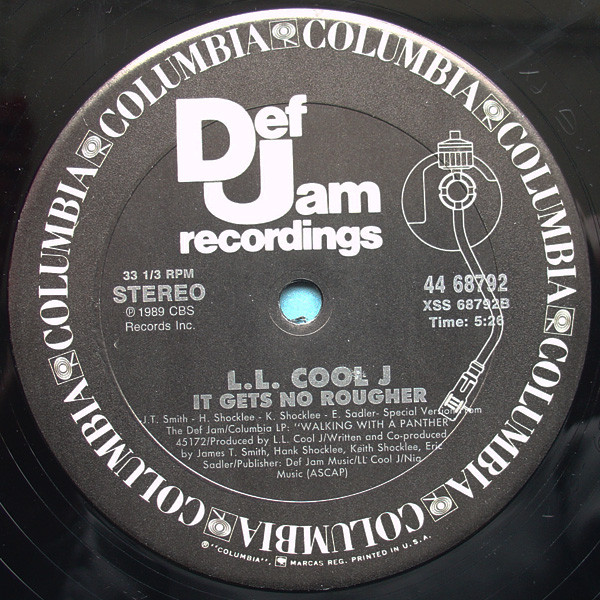 COLUMBIA COLUMBIA COLUMBIA COLUMBIA COLUMBIA COLUMBIA COLUMBIA COLUMBIA COLUMBIA
Def
Jam
recordings
33 1/3 RPM
STEREO
℗ 1989 CBS
Records Inc.
44 68792
XSS 68792B
Time: 5:26
L.L. COOL J
IT GETS NO ROUGHER
J.T. Smith - H. Shocklee - K. Shocklee - E. Sadler- Special Version from
The Def Jam/Columbia LP: "WALKING WITH A PANTHER
45172/Produced by L.L. Cool J/Written and Co-produced
by James T. Smith, Hank Shocklee, Keith Shocklee, Eric
Sadler/Publisher: Def Jam Music/LL Cool J/Nia
Music (ASCAP)
® "COLUMBIA", MARCAS REG. PRINTED IN U.S.A.